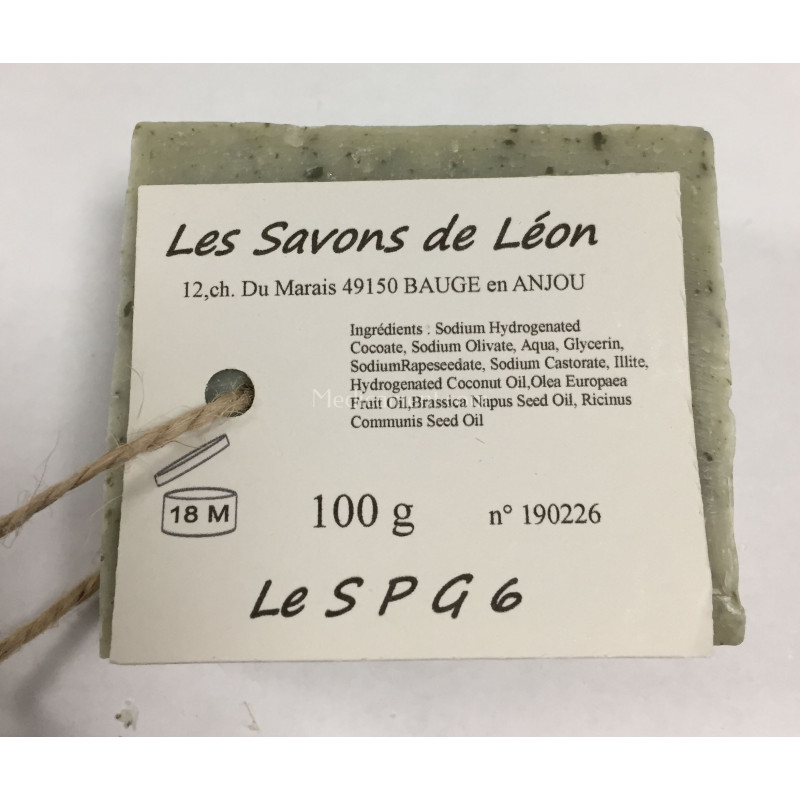 Les Savons de Léon
12,ch. Du Marais 49150 BAUGE en ANJOU
Ingrédients : Sodium Hydrogenated
Cocoate, Sodium Olivate, Aqua, Glycerin,
SodiumRapeseedate, Sodium Castorate, Illite,
Hydrogenated Coconut Oil,Olea Europaea
Fruit Oil,Brassica Napus Seed Oil, Ricinus
Communis Seed Oil
18 M
100 g
n° 190226
Le S P G 6